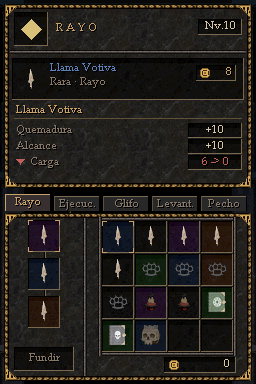 RAYO Nv.10
Llama Votiva
Rara · Rayo 8
Llama Votiva
Quemadura +10
Alcance +10
Carga 6->0
Rayo Ejecuc. Glifo Levant. Pecho
Fundir
0